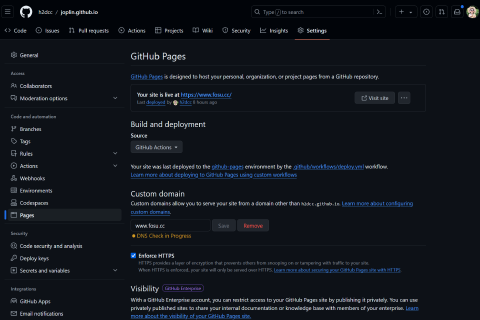 h2dcc / joplin.github.io
Type / to search
Code Issues Pull requests Actions Projects Wiki Security Insights Settings
General
Access
Collaborators
Moderation options
Code and automation
Branches
Tags
Rules
Actions
Webhooks
Environments
Codespaces
Pages
Security
Code security and analysis
Deploy keys
Secrets and variables
Integrations
GitHub Apps
Email notifications
GitHub Pages
GitHub Pages is designed to host your personal, organization, or project pages from a GitHub repository.
Your site is live at https://www.fosu.cc/
Last deployed by h2dcc 8 hours ago
Visit site
Build and deployment
Source
GitHub Actions
Your site was last deployed to the github-pages environment by the .github/workflows/deploy.yml workflow.
Learn more about deploying to GitHub Pages using custom workflows
Custom domain
Custom domains allow you to serve your site from a domain other than h2dcc.github.io. Learn more about configuring
custom domains.
www.fosu.cc Save Remove
DNS Check in Progress
Enforce HTTPS
HTTPS provides a layer of encryption that prevents others from snooping on or tampering with traffic to your site.
When HTTPS is enforced, your site will only be served over HTTPS. Learn more about securing your GitHub Pages site with HTTPS.
Visibility GitHub Enterprise
With a GitHub Enterprise account, you can restrict access to your GitHub Pages site by publishing it privately. You can use
privately published sites to share your internal documentation or knowledge base with members of your enterprise. Learn
more about the visibility of your GitHub Pages site.